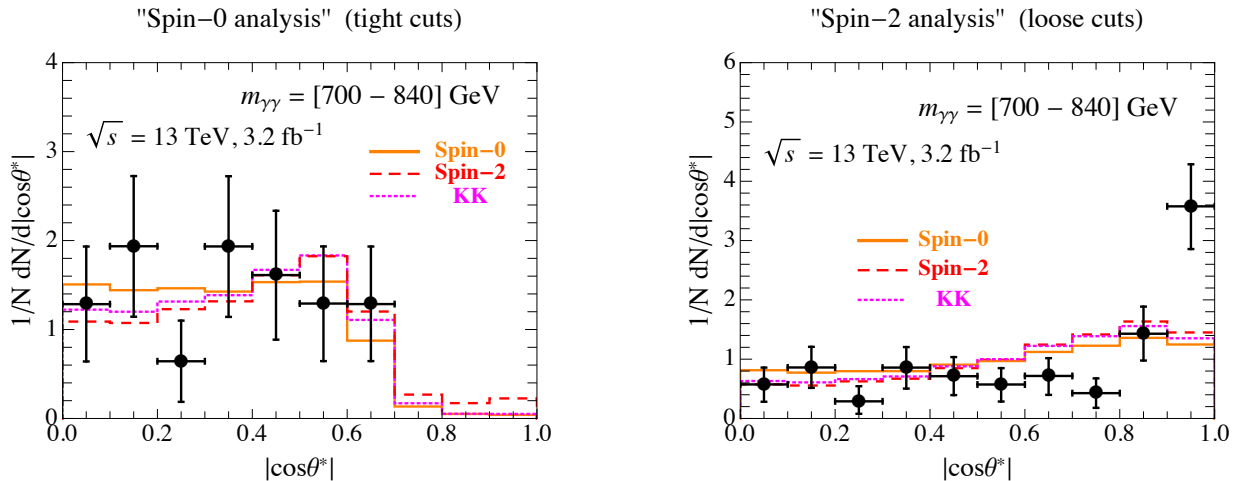 "Spin−0 analysis" (tight cuts)
4
3
2
1
0
1/N dN/d|cosθ*|
mγγ = [700 − 840] GeV
√s = 13 TeV, 3.2 fb⁻¹
Spin−0
Spin−2
KK
0.0 0.2 0.4 0.6 0.8 1.0
|cosθ*|
"Spin−2 analysis" (loose cuts)
6
5
4
3
2
1
0
1/N dN/d|cosθ*|
mγγ = [700 − 840] GeV
√s = 13 TeV, 3.2 fb⁻¹
Spin−0
Spin−2
KK
0.0 0.2 0.4 0.6 0.8 1.0
|cosθ*|